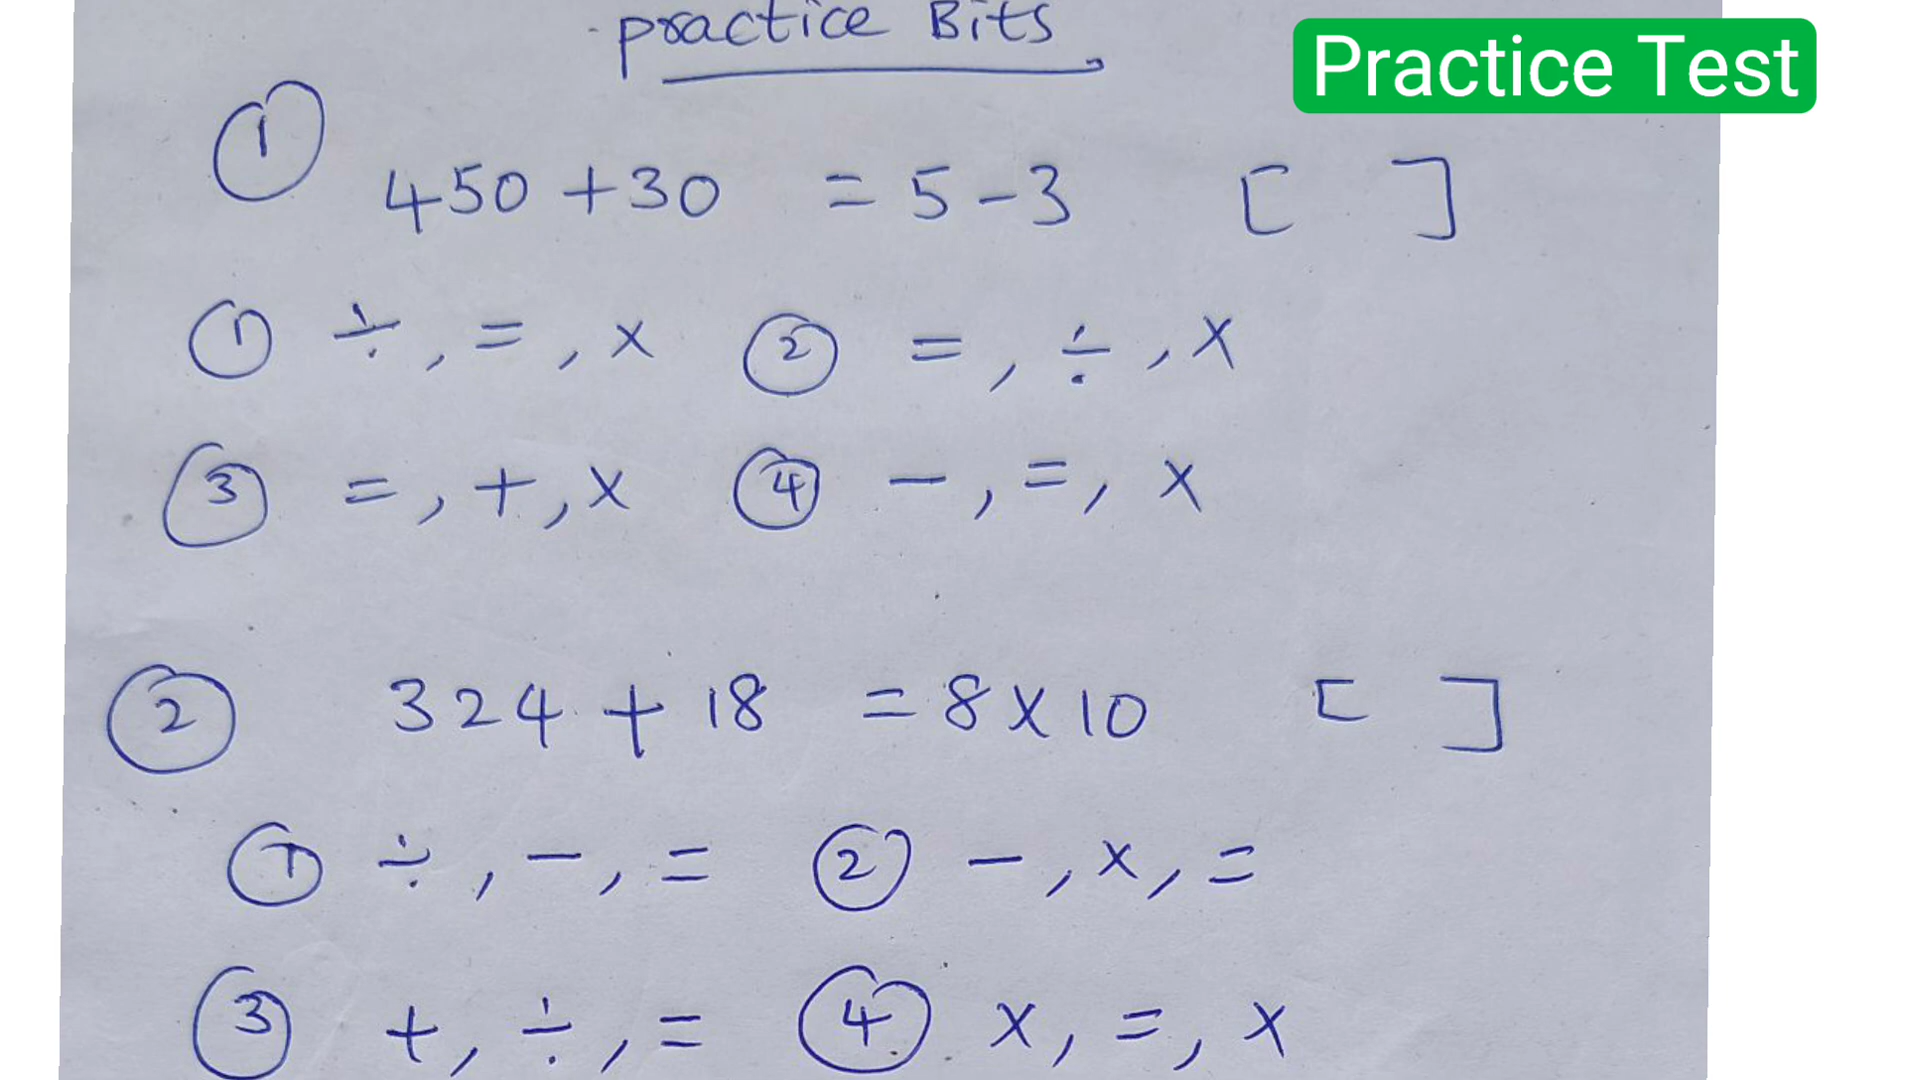 practice Bits
Practice Test
①
450 + 30 = 5 - 3 [ ]
① ÷, =, × ② =, ÷, ×
③ =, +, × ④ -, =, ×
② 324 + 18 = 8 × 10 [ ]
① ÷, -, = ② -, ×, =
③ +, ÷, = ④ ×, =, ×